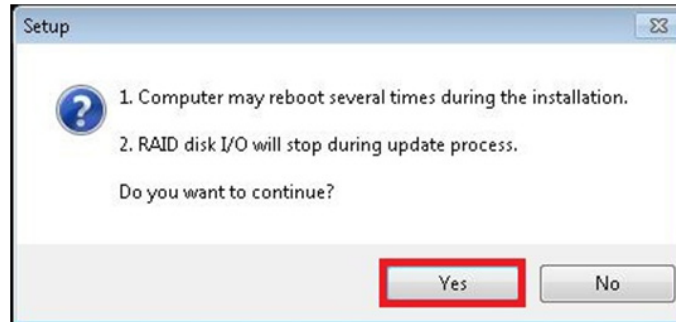 Setup
1. Computer may reboot several times during the installation.
2. RAID disk I/O will stop during update process.
Do you want to continue?
Yes
No